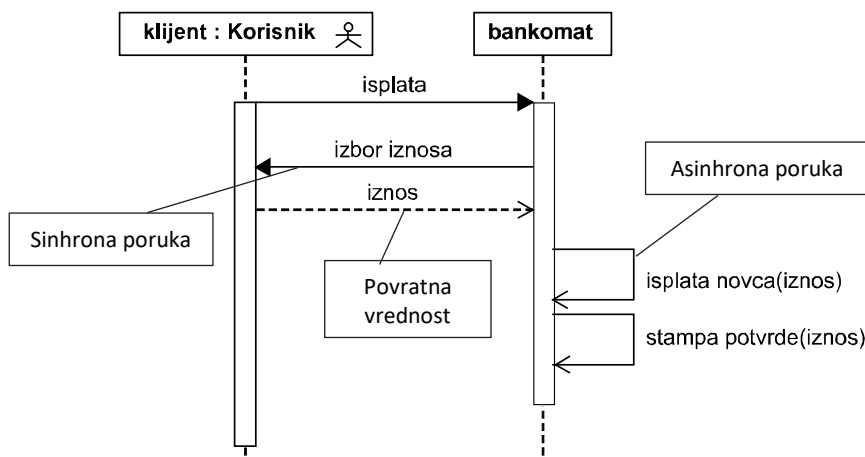 klijent : Korisnik
bankomat
isplata
izbor iznosa
Asinhrona poruka
iznos
Sinhrona poruka
Povratna
vrednost
isplata novca(iznos)
stampa potvrde(iznos)